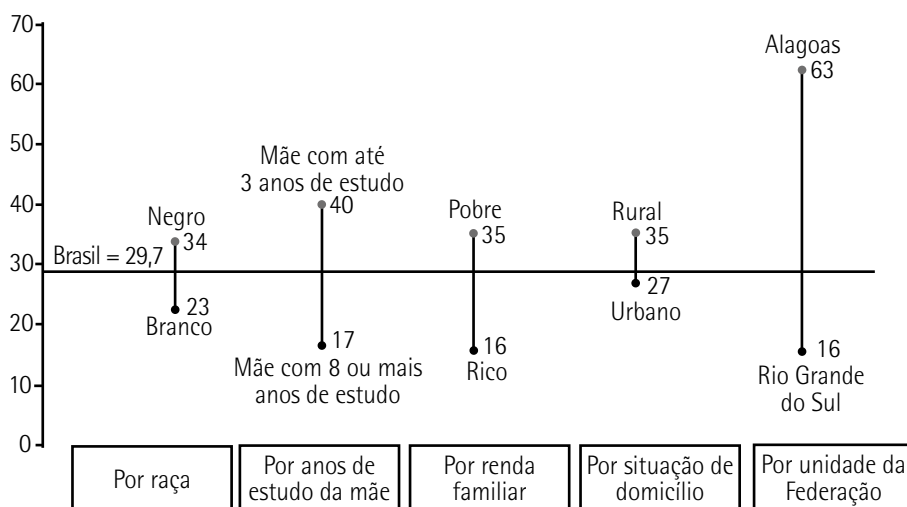 70
60
50
40
30
20
10
0
Brasil = 29,7
Negro
34
23
Branco
Mãe com até
3 anos de estudo
40
17
Mãe com 8 ou mais
anos de estudo
Pobre
35
16
Rico
Rural
35
27
Urbano
Alagoas
63
16
Rio Grande
do Sul
Por raça
Por anos de
estudo da mãe
Por renda
familiar
Por situação de
domicílio
Por unidade da
Federação